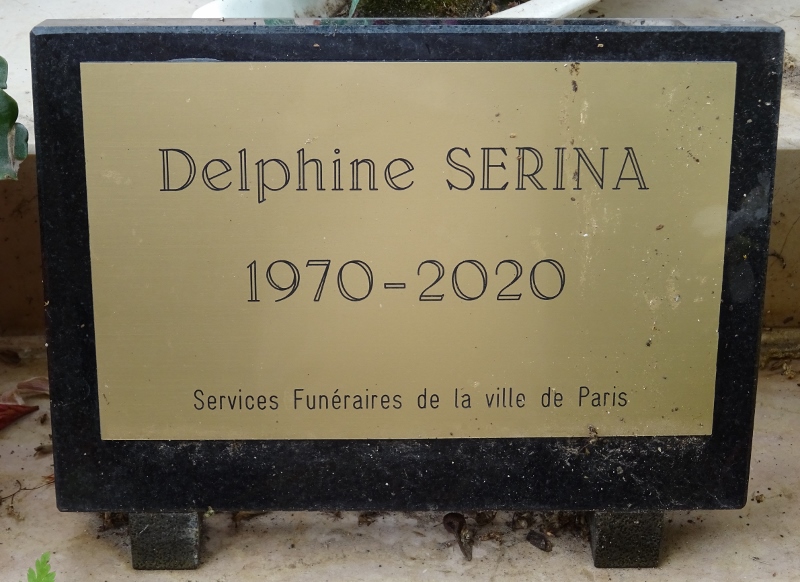 Delphine SERINA
1970-2020
Services Funéraires de la ville de Paris